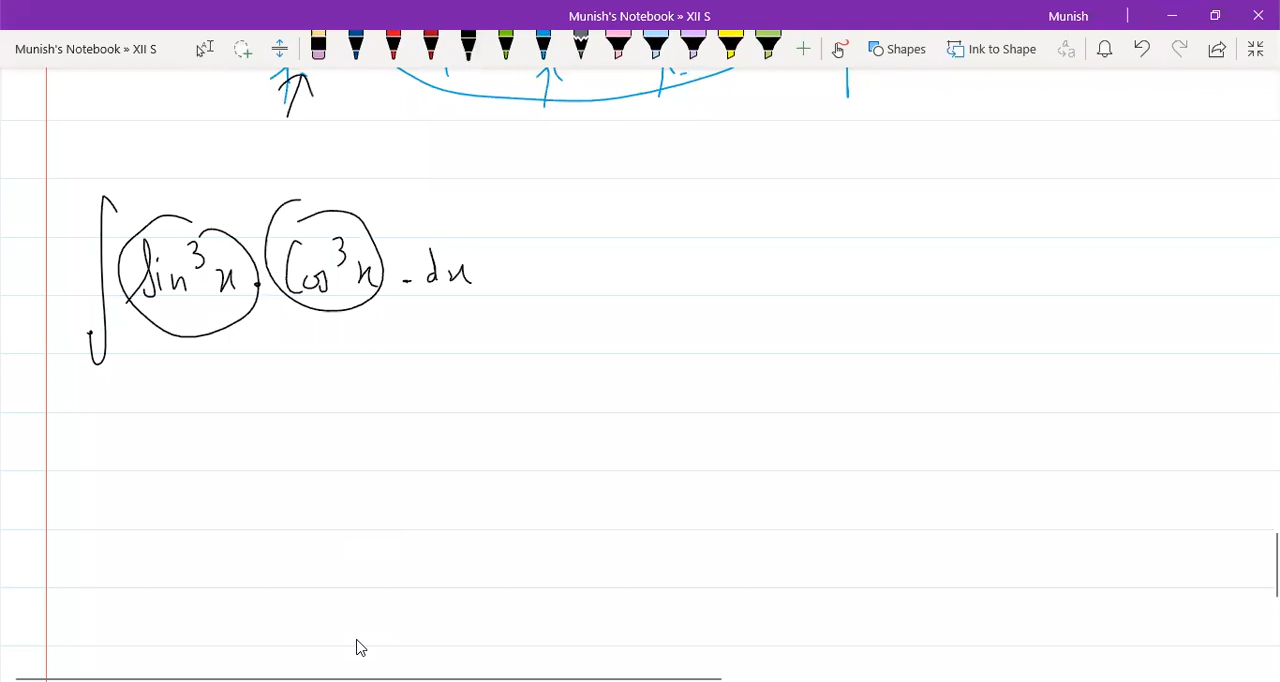 Munish's Notebook » XII S
Munish
Munish's Notebook » XII S
Shapes
Ink to Shape
∫ Sin³x . Cos³x . dx